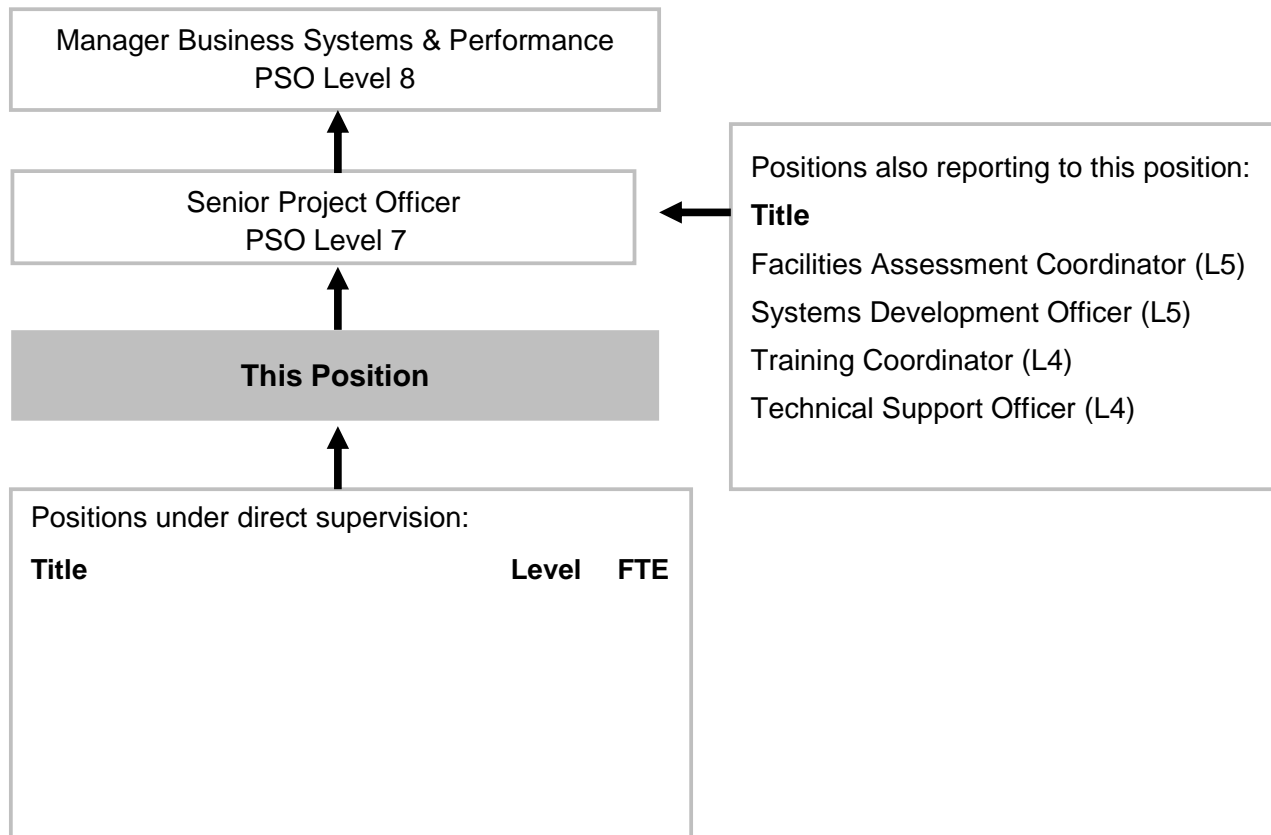 Manager Business Systems & Performance
PSO Level 8
Senior Project Officer
PSO Level 7
This Position
Positions also reporting to this position:
Title
Facilities Assessment Coordinator (L5)
Systems Development Officer (L5)
Training Coordinator (L4)
Technical Support Officer (L4)
Positions under direct supervision:
Title Level FTE